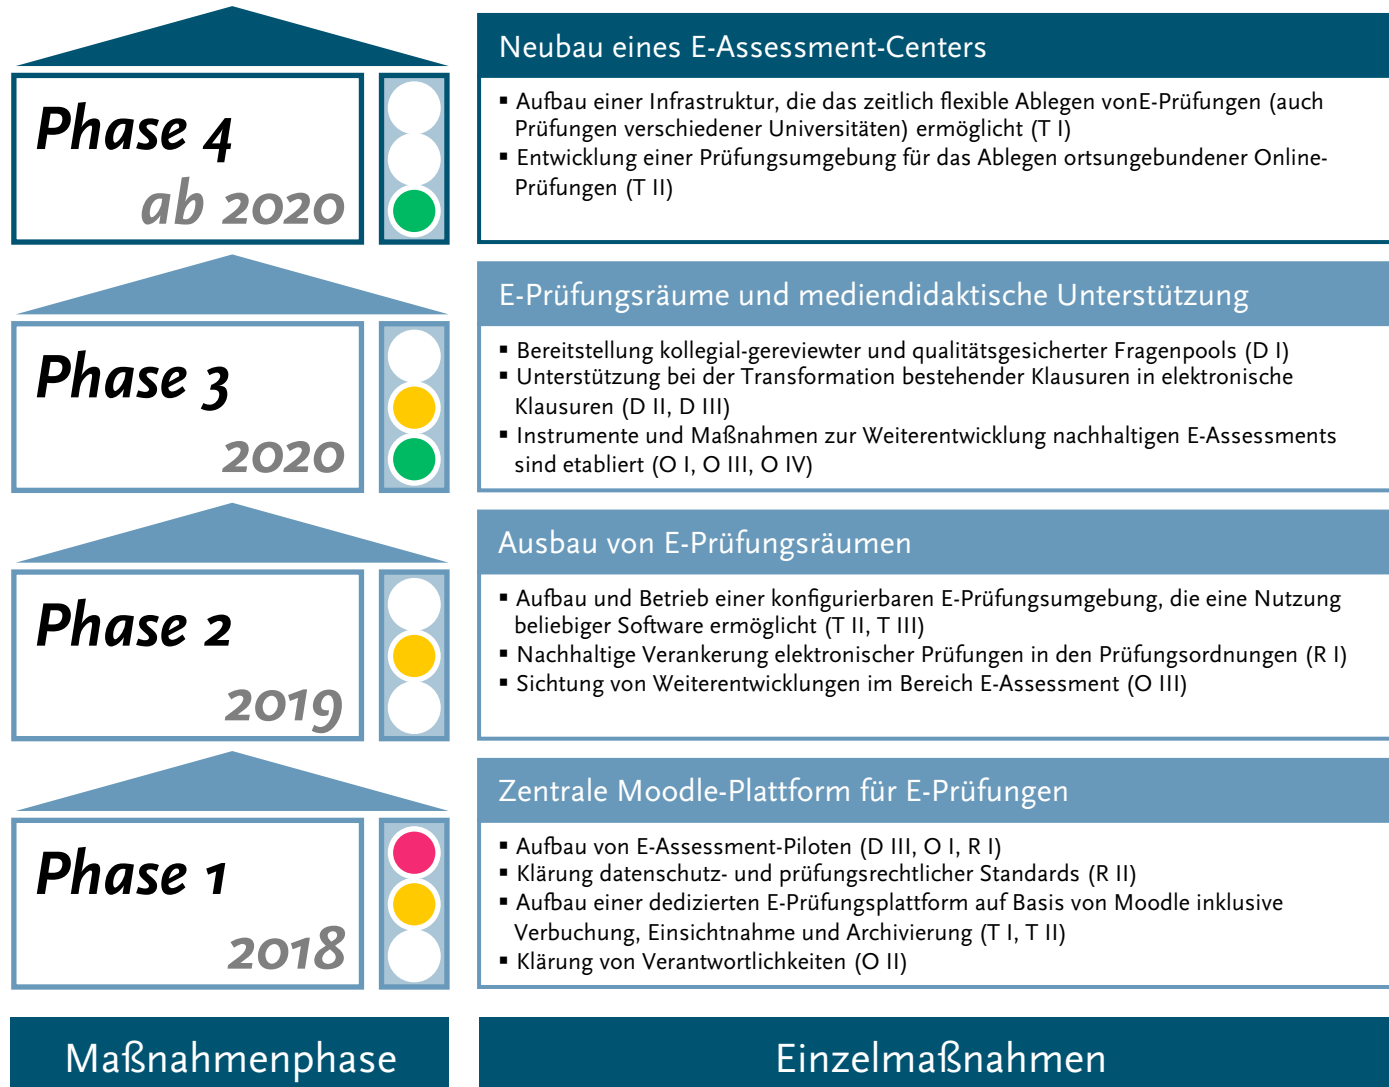 Phase 4
ab 2020
Neubau eines E-Assessment-Centers
▪ Aufbau einer Infrastruktur, die das zeitlich flexible Ablegen vonE-Prüfungen (auch
Prüfungen verschiedener Universitäten) ermöglicht (T I)
▪ Entwicklung einer Prüfungsumgebung für das Ablegen ortsungebundener Online-
Prüfungen (T II)
Phase 3
2020
E-Prüfungsräume und mediendidaktische Unterstützung
▪ Bereitstellung kollegial-gereviewter und qualitätsgesicherter Fragenpools (D I)
▪ Unterstützung bei der Transformation bestehender Klausuren in elektronische
Klausuren (D II, D III)
▪ Instrumente und Maßnahmen zur Weiterentwicklung nachhaltigen E-Assessments
sind etabliert (O I, O III, O IV)
Phase 2
2019
Ausbau von E-Prüfungsräumen
▪ Aufbau und Betrieb einer konfigurierbaren E-Prüfungsumgebung, die eine Nutzung
beliebiger Software ermöglicht (T II, T III)
▪ Nachhaltige Verankerung elektronischer Prüfungen in den Prüfungsordnungen (R I)
▪ Sichtung von Weiterentwicklungen im Bereich E-Assessment (O III)
Phase 1
2018
Zentrale Moodle-Plattform für E-Prüfungen
▪ Aufbau von E-Assessment-Piloten (D III, O I, R I)
▪ Klärung datenschutz- und prüfungsrechtlicher Standards (R II)
▪ Aufbau einer dedizierten E-Prüfungsplattform auf Basis von Moodle inklusive
Verbuchung, Einsichtnahme und Archivierung (T I, T II)
▪ Klärung von Verantwortlichkeiten (O II)
Maßnahmenphase
Einzelmaßnahmen